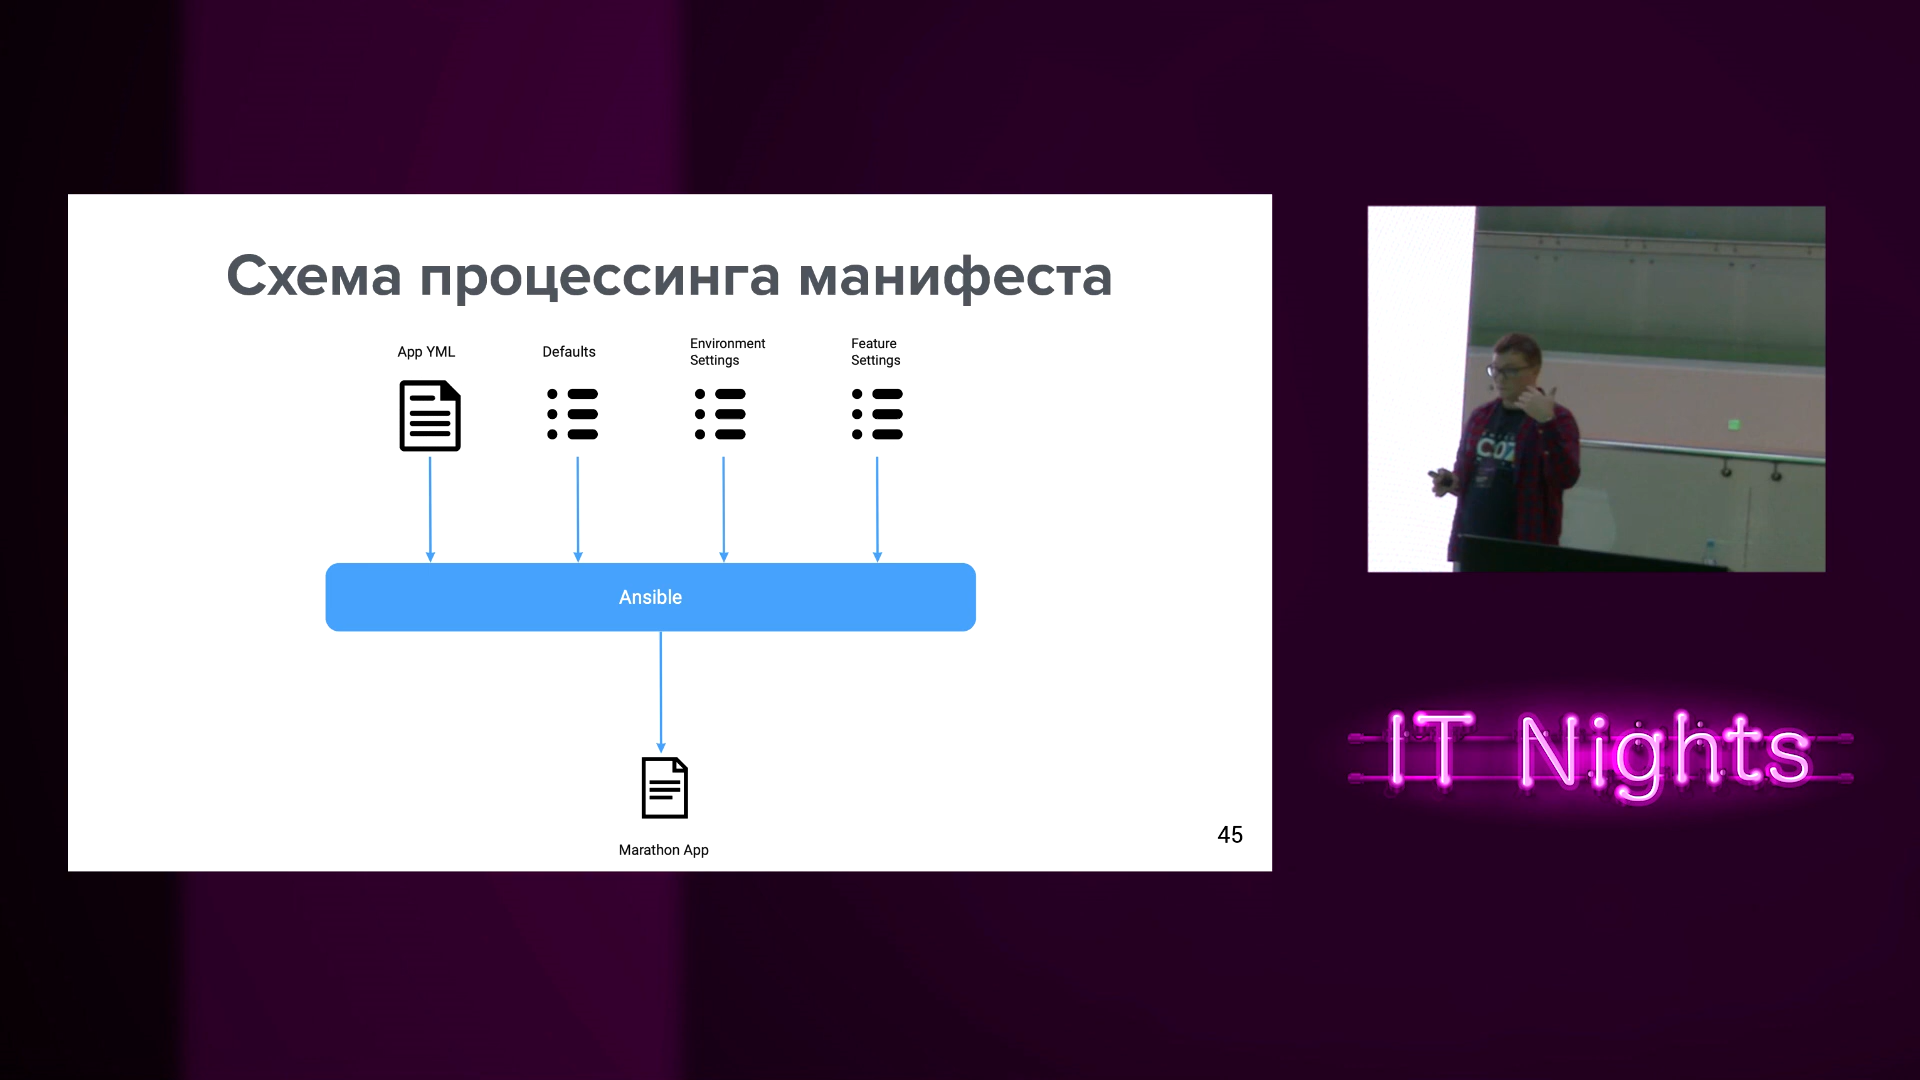 Схема процессинга манифеста
App YML
Defaults
Environment
Settings
Feature
Settings
Ansible
Marathon App
45
IT Nights